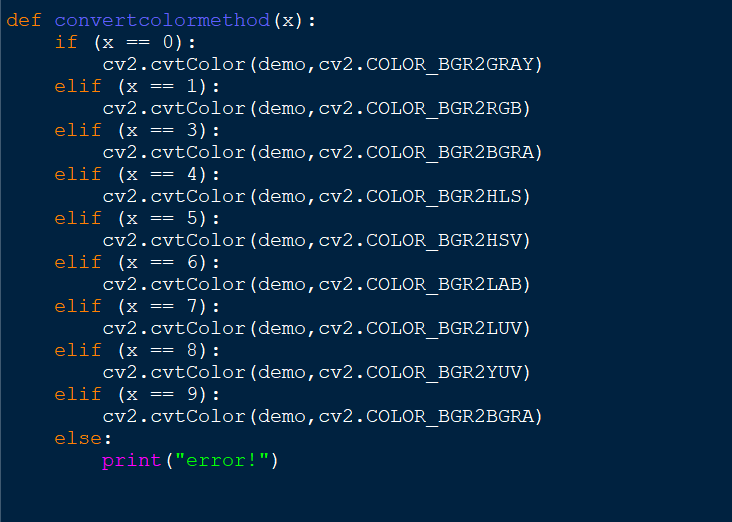 def convertcolormethod(x):
    if (x == 0):
        cv2.cvtColor(demo,cv2.COLOR_BGR2GRAY)
    elif (x == 1):
        cv2.cvtColor(demo,cv2.COLOR_BGR2RGB)
    elif (x == 3):
        cv2.cvtColor(demo,cv2.COLOR_BGR2BGRA)
    elif (x == 4):
        cv2.cvtColor(demo,cv2.COLOR_BGR2HLS)
    elif (x == 5):
        cv2.cvtColor(demo,cv2.COLOR_BGR2HSV)
    elif (x == 6):
        cv2.cvtColor(demo,cv2.COLOR_BGR2LAB)
    elif (x == 7):
        cv2.cvtColor(demo,cv2.COLOR_BGR2LUV)
    elif (x == 8):
        cv2.cvtColor(demo,cv2.COLOR_BGR2YUV)
    elif (x == 9):
        cv2.cvtColor(demo,cv2.COLOR_BGR2BGRA)
    else:
        print("error!")